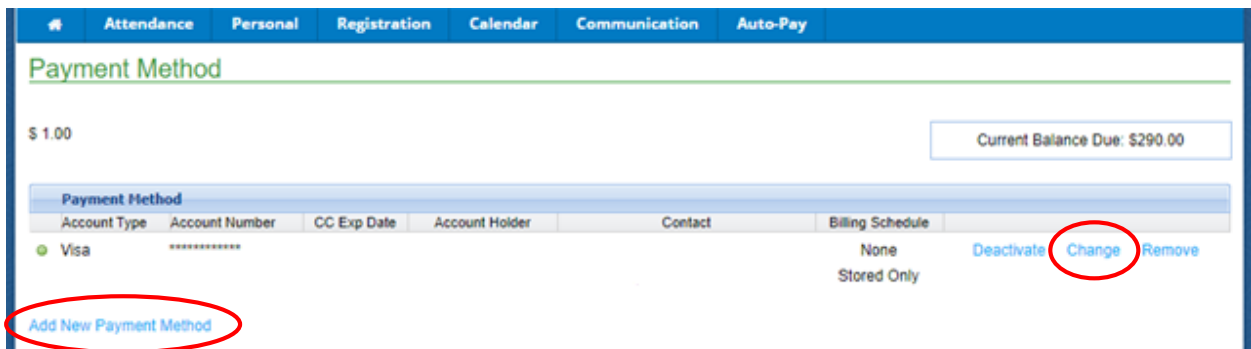 Attendance Personal Registration Calendar Communication Auto-Pay
Payment Method
$ 1.00
Current Balance Due: $290.00
Payment Method
Account Type Account Number CC Exp Date Account Holder Contact Billing Schedule
Visa ************ None Deactivate Change Remove
Stored Only
Add New Payment Method